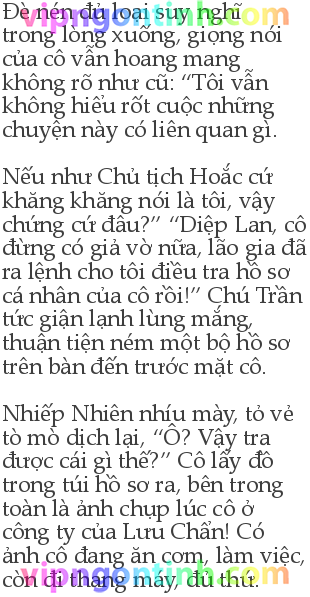 Đè nén đủ loại suy nghĩ
trong lòng xuống, giọng nói
của cô vẫn hoang mang
không rõ như cũ: “Tôi vẫn
không hiểu rốt cuộc những
chuyện này có liên quan gì.
Nếu như Chủ tịch Hoắc cứ
khăng khăng nói là tôi, vậy
chứng cứ đâu?” “Diệp Lan, cô
đừng có giả vờ nữa, lão gia đã
ra lệnh cho tôi điều tra hồ sơ
cá nhân của cô rồi!” Chú Trần
tức giận lạnh lùng mắng,
thuận tiện ném một bộ hồ sơ
trên bàn đến trước mặt cô.
Nhiếp Nhiên nhíu mày, tỏ vẻ
tò mò dịch lại, “Ồ? Vậy tra
được cái gì thế?” Cô lấy đồ
trong túi hồ sơ ra, bên trong
toàn là ảnh chụp lúc cô ở
công ty của Lưu Chẩn! Có
ảnh cô đang ăn cơm, làm việc,
còn đi thang máy, đủ thứ.
vipngontinh.com
vipngontinh.com